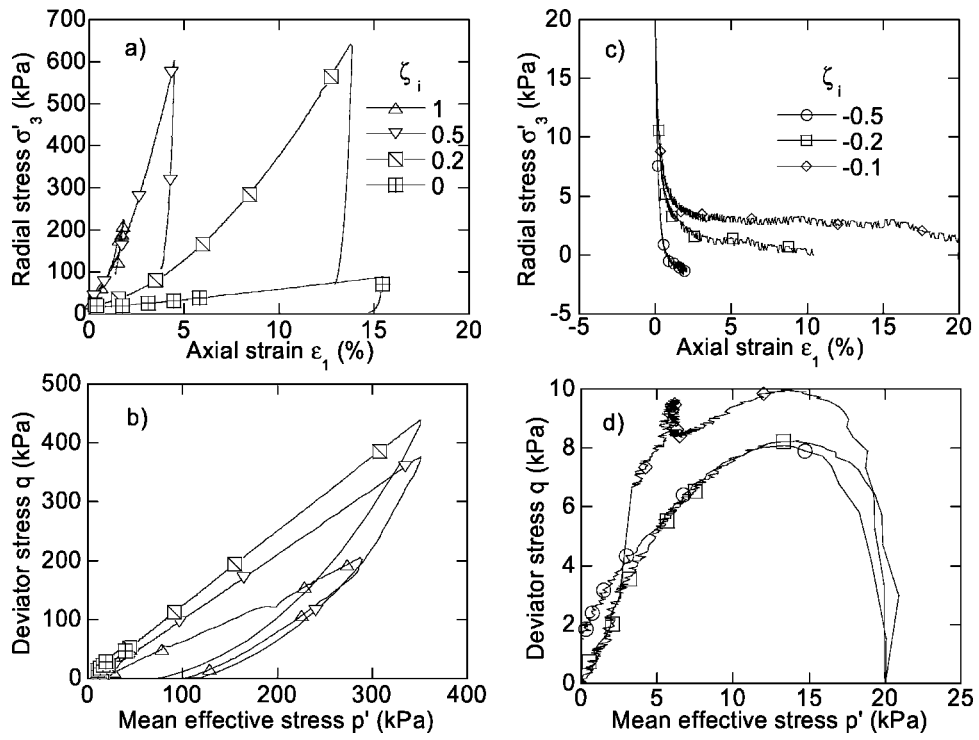 a)
Radial stress σ'3 (kPa)
700
600
500
400
300
200
100
0
ζi
1
0.5
0.2
0
0 5 10 15 20
Axial strain ε1 (%)
c)
Radial stress σ'3 (kPa)
20
15
10
5
0
-5
ζi
-0.5
-0.2
-0.1
-5 0 5 10 15 20
Axial strain ε1 (%)
b)
Deviator stress q (kPa)
500
400
300
200
100
0
0 100 200 300 400
Mean effective stress p' (kPa)
d)
Deviator stress q (kPa)
10
8
6
4
2
0
0 5 10 15 20 25
Mean effective stress p' (kPa)